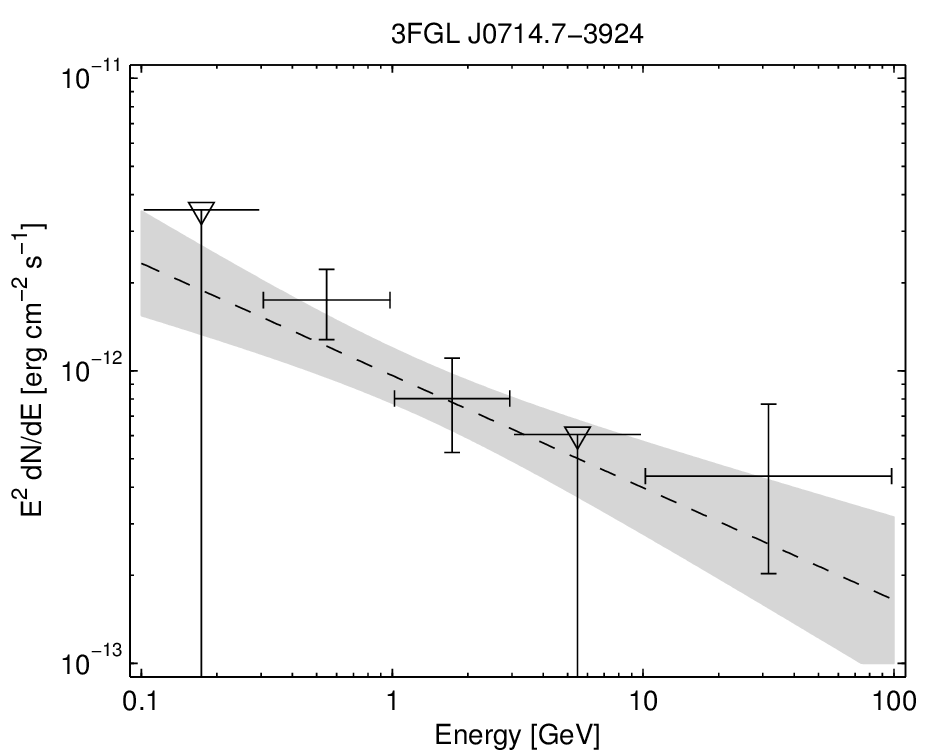 3FGL J0714.7−3924
10⁻¹¹
10⁻¹²
10⁻¹³
E² dN/dE [erg cm⁻² s⁻¹]
0.1 1 10 100
Energy [GeV]